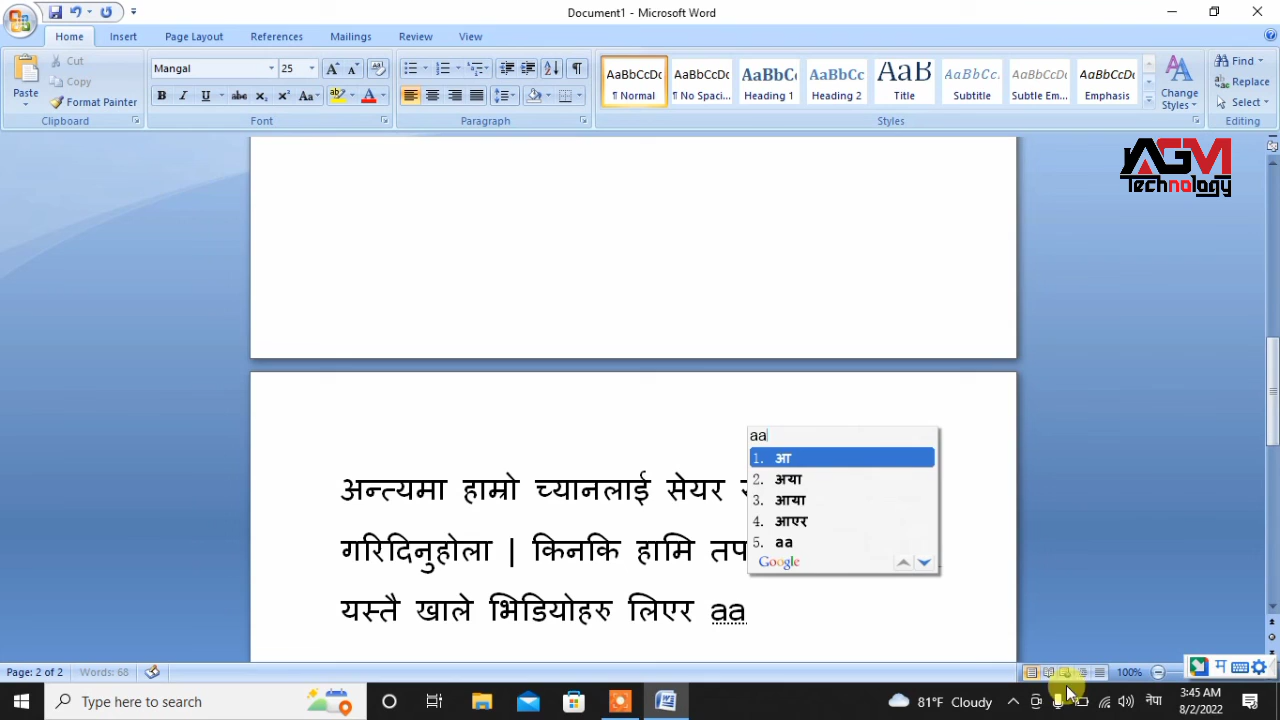 Document1 - Microsoft Word
Home Insert Page Layout References Mailings Review View
Paste
Cut
Copy
Format Painter
Clipboard
Mangal 25
Font
Paragraph
AaBbCcDc AaBbCcDc AaBbCc AaBbCc AaB AaBbCc. AaBbCcDc AaBbCcDc
¶ Normal ¶ No Spaci... Heading 1 Heading 2 Title Subtitle Subtle Em... Emphasis
Change Styles
Styles
Find
Replace
Select
Editing
AGM
Technology
अन्त्यमा हाम्रो च्यानलाई सेयर
गरिदिनुहोला | किनकि हामि तप
यस्तै खाले भिडियोहरु लिएर aa
aa
1. आ
2. अया
3. आया
4. आएर
5. aa
Google
Page: 2 of 2 Words: 68 100% म
Type here to search
81°F Cloudy
नेपा
3:45 AM
8/2/2022